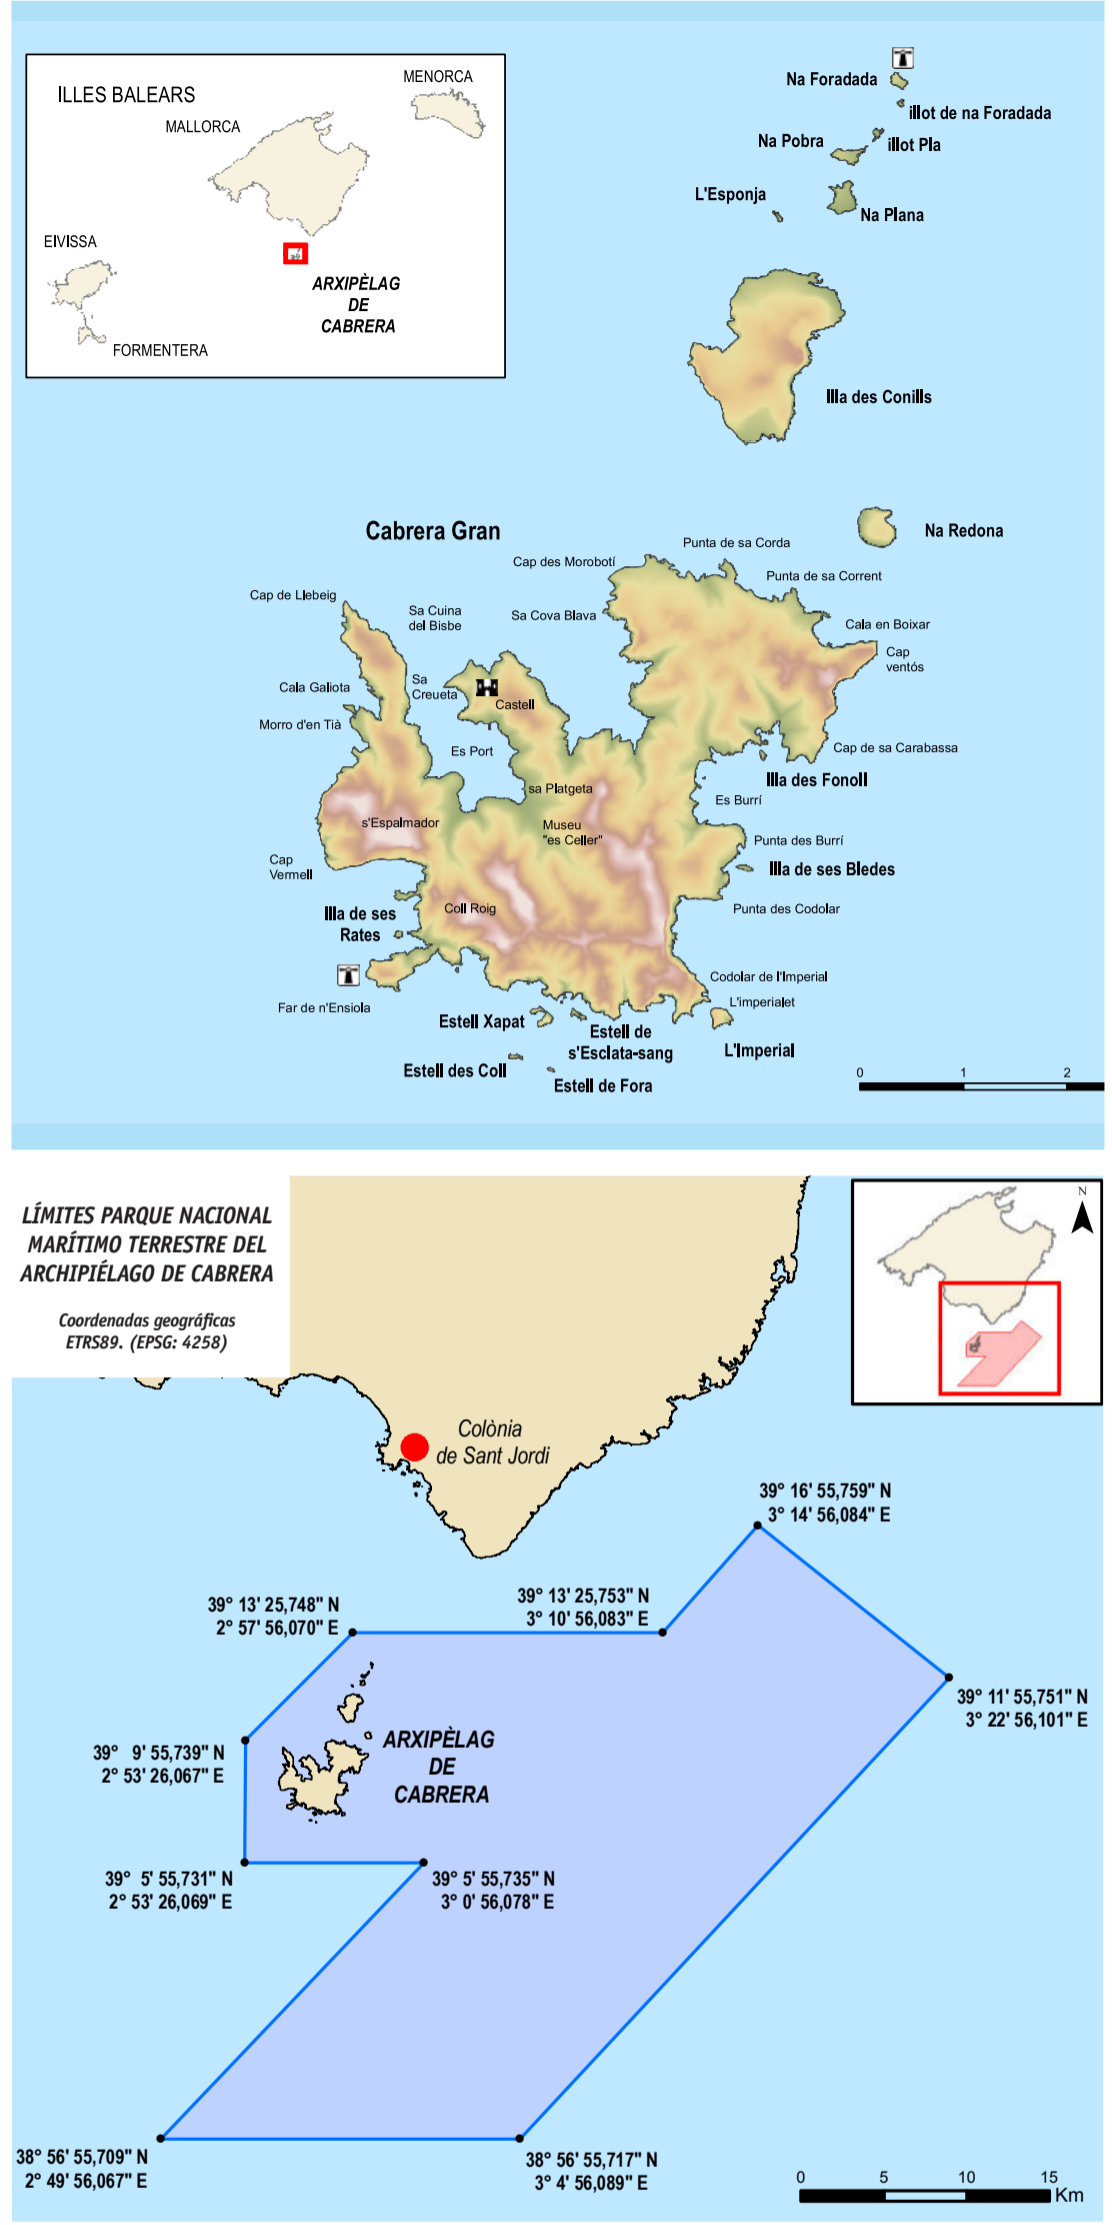 ILLES BALEARS
MENORCA
MALLORCA
EIVISSA
ARXIPÈLAG
DE
CABRERA
FORMENTERA
Na Foradada
illot de na Foradada
Na Pobra
illot Pla
L'Esponja
Na Plana
Illa des Conills
Na Redona
Cabrera Gran
Punta de sa Corda
Cap des Morobotí
Punta de sa Corrent
Cap de Llebeig
Sa Cuina
del Bisbe
Sa Cova Blava
Cala en Boixar
Cap
ventós
Cala Galiota
Sa
Creueta
Castell
Morro d'en Tià
Es Port
Cap de sa Carabassa
Illa des Fonoll
sa Platgeta
Es Burrí
s'Espalmador
Museu
"es Celler"
Punta des Burrí
Cap
Vermell
Illa de ses Bledes
Illa de ses
Rates
Coll Roig
Punta des Codolar
Codolar de l'Imperial
Far de n'Ensiola
L'imperialet
Estell Xapat
Estell de
s'Esclata-sang
L'Imperial
Estell des Coll
Estell de Fora
0 1 2
LÍMITES PARQUE NACIONAL
MARÍTIMO TERRESTRE DEL
ARCHIPIÉLAGO DE CABRERA
Coordenadas geográficas
ETRS89. (EPSG: 4258)
N
Colònia
de Sant Jordi
39° 16' 55,759" N
3° 14' 56,084" E
39° 13' 25,748" N
2° 57' 56,070" E
39° 13' 25,753" N
3° 10' 56,083" E
39° 11' 55,751" N
3° 22' 56,101" E
39° 9' 55,739" N
2° 53' 26,067" E
ARXIPÈLAG
DE
CABRERA
39° 5' 55,731" N
2° 53' 26,069" E
39° 5' 55,735" N
3° 0' 56,078" E
38° 56' 55,709" N
2° 49' 56,067" E
38° 56' 55,717" N
3° 4' 56,089" E
0 5 10 15
Km